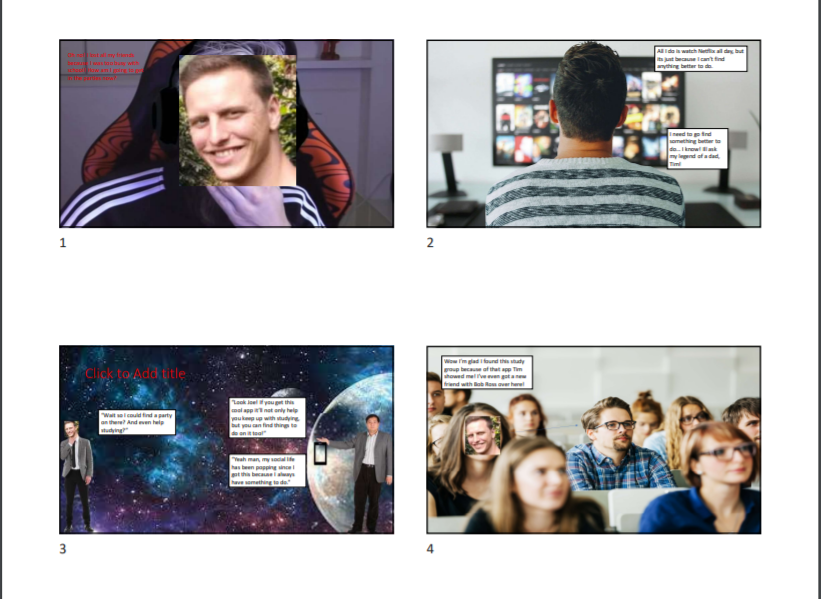 because I was too busy with
1
All I do is watch Netflix all day, but
its just because I can't find
anything better to do.
I need to go find
something better to
do... I know! Ill ask
my legend of a dad,
Tim!
2
Click to Add title
"Wait so I could find a party
on there? And even help
studying?"
"Look Joe! If you get this
cool app it'll not only help
you keep up with studying,
but you can find things to
do on it too!"
"Yeah man, my social life
has been popping since I
got this because I always
have something to do."
3
Wow I'm glad I found this study
group because of that app Tim
showed me! I've even got a new
friend with Bob Ross over here!
4